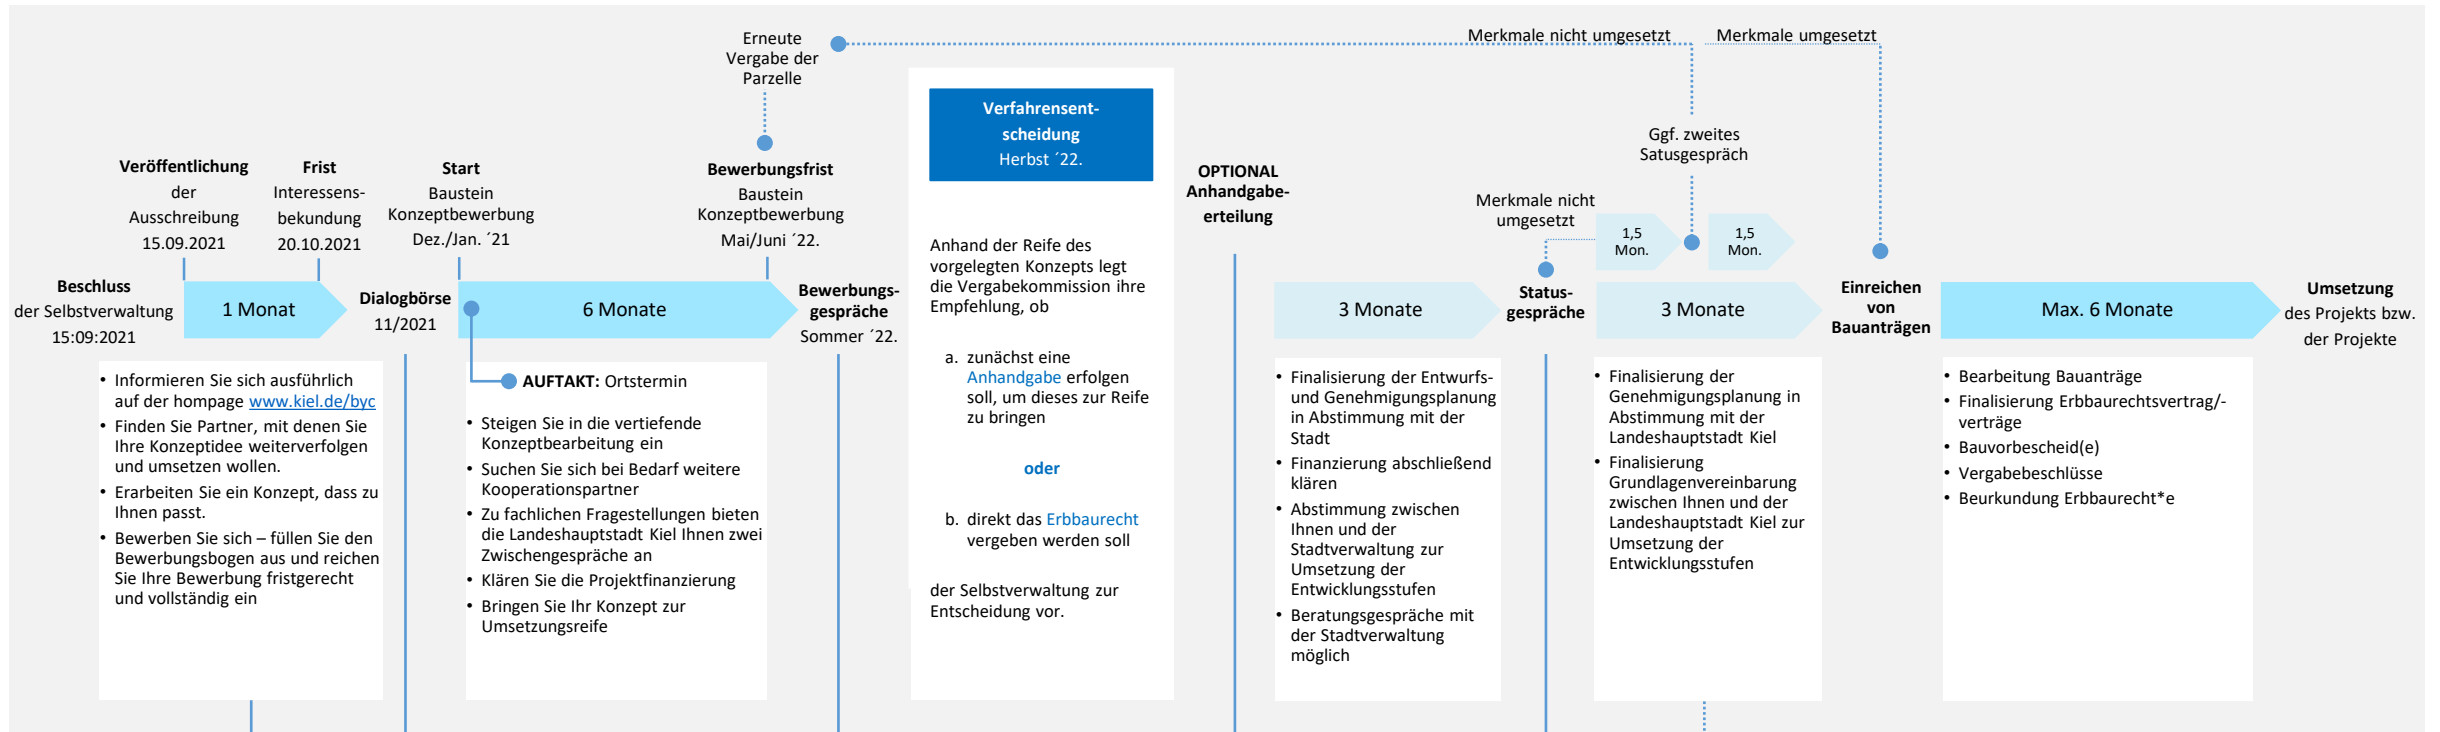 Erneute
Vergabe der
Parzelle
Merkmale nicht umgesetzt
Merkmale umgesetzt
Beschluss
der Selbstverwaltung
15:09:2021
Veröffentlichung
der
Ausschreibung
15.09.2021
Frist
Interessens-
bekundung
20.10.2021
1 Monat
• Informieren Sie sich ausführlich
auf der hompage www.kiel.de/byc
• Finden Sie Partner, mit denen Sie
Ihre Konzeptidee weiterverfolgen
und umsetzen wollen.
• Erarbeiten Sie ein Konzept, dass zu
Ihnen passt.
• Bewerben Sie sich – füllen Sie den
Bewerbungsbogen aus und reichen
Sie Ihre Bewerbung fristgerecht
und vollständig ein
Dialogbörse
11/2021
Start
Baustein
Konzeptbewerbung
Dez./Jan. ´21
Bewerbungsfrist
Baustein
Konzeptbewerbung
Mai/Juni ´22.
6 Monate
AUFTAKT: Ortstermin
• Steigen Sie in die vertiefende
Konzeptbearbeitung ein
• Suchen Sie sich bei Bedarf weitere
Kooperationspartner
• Zu fachlichen Fragestellungen bieten
die Landeshauptstadt Kiel Ihnen zwei
Zwischengespräche an
• Klären Sie die Projektfinanzierung
• Bringen Sie Ihr Konzept zur
Umsetzungsreife
Bewerbungs-
gespräche
Sommer ´22.
Verfahrensent-
scheidung
Herbst ´22.
Anhand der Reife des
vorgelegten Konzepts legt
die Vergabekommission ihre
Empfehlung, ob
a. zunächst eine
Anhandgabe erfolgen
soll, um dieses zur Reife
zu bringen
oder
b. direkt das Erbbaurecht
vergeben werden soll
der Selbstverwaltung zur
Entscheidung vor.
OPTIONAL
Anhandgabe-
erteilung
3 Monate
• Finalisierung der Entwurfs-
und Genehmigungsplanung
in Abstimmung mit der
Stadt
• Finanzierung abschließend
klären
• Abstimmung zwischen
Ihnen und der
Stadtverwaltung zur
Umsetzung der
Entwicklungsstufen
• Beratungsgespräche mit
der Stadtverwaltung
möglich
Status-
gespräche
Merkmale nicht
umgesetzt
Ggf. zweites
Satusgespräch
1,5
Mon.
1,5
Mon.
3 Monate
• Finalisierung der
Genehmigungsplanung in
Abstimmung mit der
Landeshauptstadt Kiel
• Finalisierung
Grundlagenvereinbarung
zwischen Ihnen und der
Landeshauptstadt Kiel zur
Umsetzung der
Entwicklungsstufen
Einreichen
von
Bauanträgen
Max. 6 Monate
• Bearbeitung Bauanträge
• Finalisierung Erbbaurechtsvertrag/-
verträge
• Bauvorbescheid(e)
• Vergabebeschlüsse
• Beurkundung Erbbaurecht*e
Umsetzung
des Projekts bzw.
der Projekte